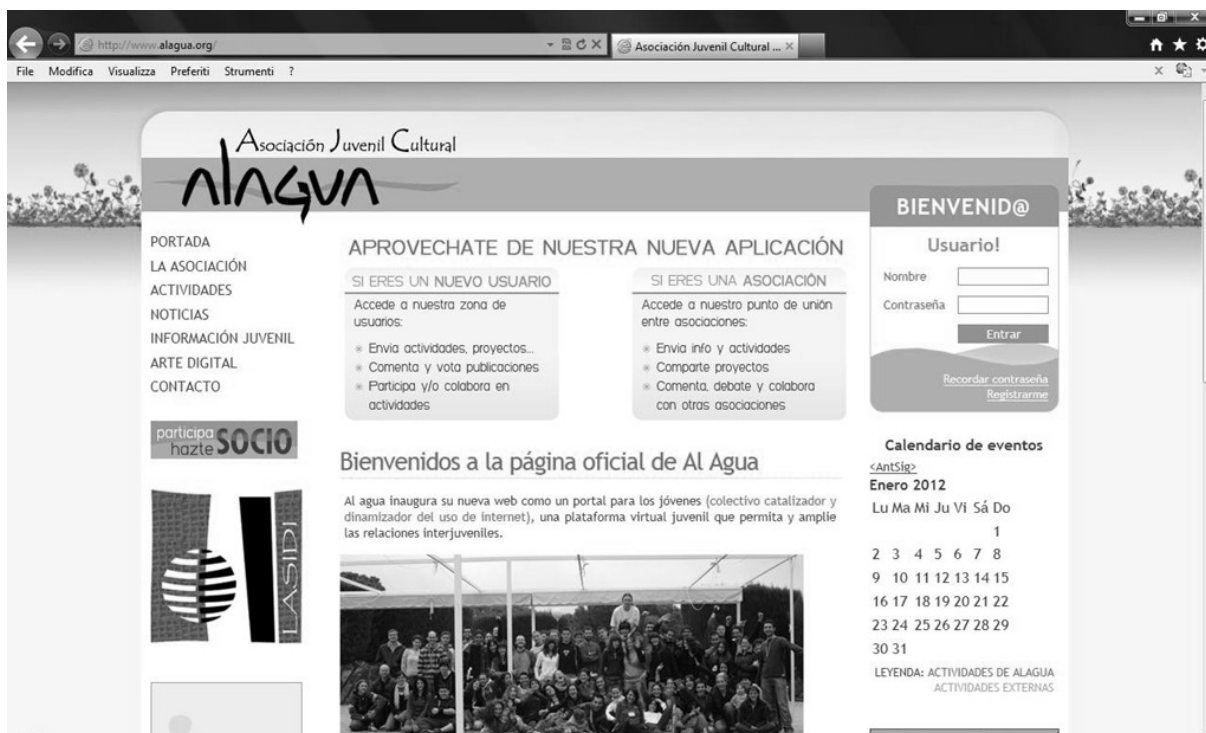 http://www.alagua.org/
Asociación Juvenil Cultural ...
File Modifica Visualizza Preferiti Strumenti ?
Asociación Juvenil Cultural
alagua
PORTADA
LA ASOCIACIÓN
ACTIVIDADES
NOTICIAS
INFORMACIÓN JUVENIL
ARTE DIGITAL
CONTACTO
participa
hazte SOCIO
LASIDI
APROVECHATE DE NUESTRA NUEVA APLICACIÓN
SI ERES UN NUEVO USUARIO
Accede a nuestra zona de
usuarios:
Envia actividades, proyectos...
Comenta y vota publicaciones
Participa y/o colabora en
actividades
SI ERES UNA ASOCIACIÓN
Accede a nuestro punto de unión
entre asociaciones:
Envia info y actividades
Comparte proyectos
Comenta, debate y colabora
con otras asociaciones
Bienvenidos a la página oficial de Al Agua
Al agua inaugura su nueva web como un portal para los jóvenes (colectivo catalizador y
dinamizador del uso de internet), una plataforma virtual juvenil que permita y amplie
las relaciones interjuveniles.
BIENVENID@
Usuario!
Nombre
Contraseña
Entrar
Recordar contraseña
Registrarme
Calendario de eventos
<AntSig>
Enero 2012
Lu Ma Mi Ju Vi Sá Do
1
2 3 4 5 6 7 8
9 10 11 12 13 14 15
16 17 18 19 20 21 22
23 24 25 26 27 28 29
30 31
LEYENDA: ACTIVIDADES DE ALAGUA
ACTIVIDADES EXTERNAS